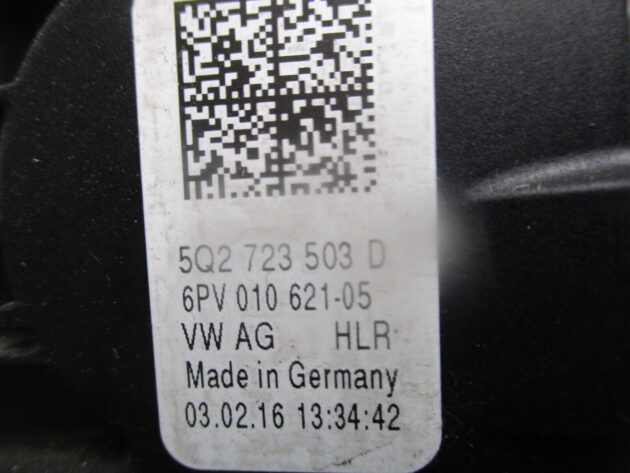 5Q2 723 503 D
6PV 010 621-05
VW AG HLR
Made in Germany
03.02.16 13:34:42